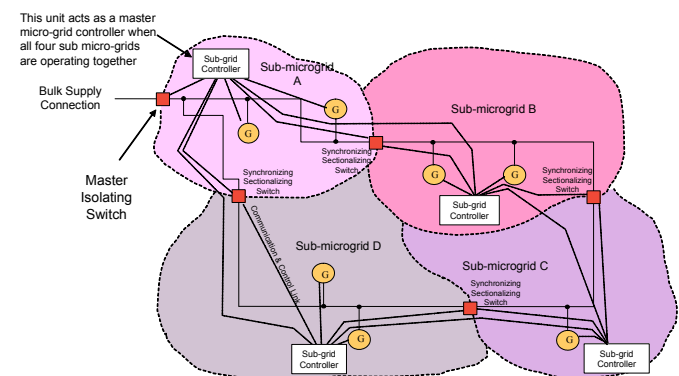 This unit acts as a master
micro-grid controller when
all four sub micro-grids
are operating together
Sub-grid
Controller
Sub-microgrid
A
Bulk Supply
Connection
G
G
Sub-microgrid B
Synchronizing
Sectionalizing
Switch
Master
Isolating
Switch
Synchronizing
Sectionalizing
Switch
G
G
Synchronizing
Sectionalizing
Switch
Sub-grid
Controller
Communication & Control Link
Sub-microgrid D
G
Sub-microgrid C
Synchronizing
Sectionalizing
Switch
G
G
Sub-grid
Controller
Sub-grid
Controller